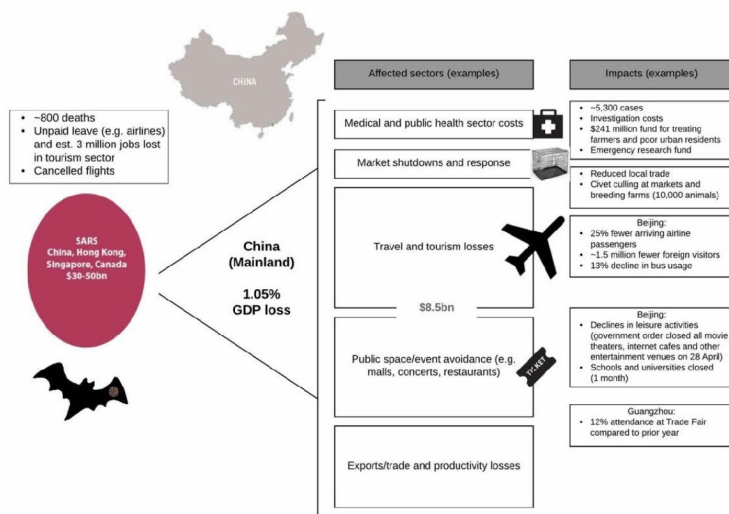 CHINA
Affected sectors (examples)
Impacts (examples)
• ~800 deaths
• Unpaid leave (e.g. airlines)
and est. 3 million jobs lost
in tourism sector
• Cancelled flights
SARS
China, Hong Kong,
Singapore, Canada
$30-50bn
China
(Mainland)
1.05%
GDP loss
Medical and public health sector costs
• ~5,300 cases
• Investigation costs
• $241 million fund for treating
farmers and poor urban residents
• Emergency research fund
Market shutdowns and response
• Reduced local trade
• Civet culling at markets and
breeding farms (10,000 animals)
Travel and tourism losses
Beijing:
• 25% fewer arriving airline
passengers
• ~1.5 million fewer foreign visitors
• 13% decline in bus usage
$8.5bn
Public space/event avoidance (e.g.
malls, concerts, restaurants)
TICKET
Beijing:
• Declines in leisure activities
(government order closed all movie
theaters, internet cafes and other
entertainment venues on 28 April)
• Schools and universities closed
(1 month)
Guangzhou:
• 12% attendance at Trade Fair
compared to prior year
Exports/trade and productivity losses